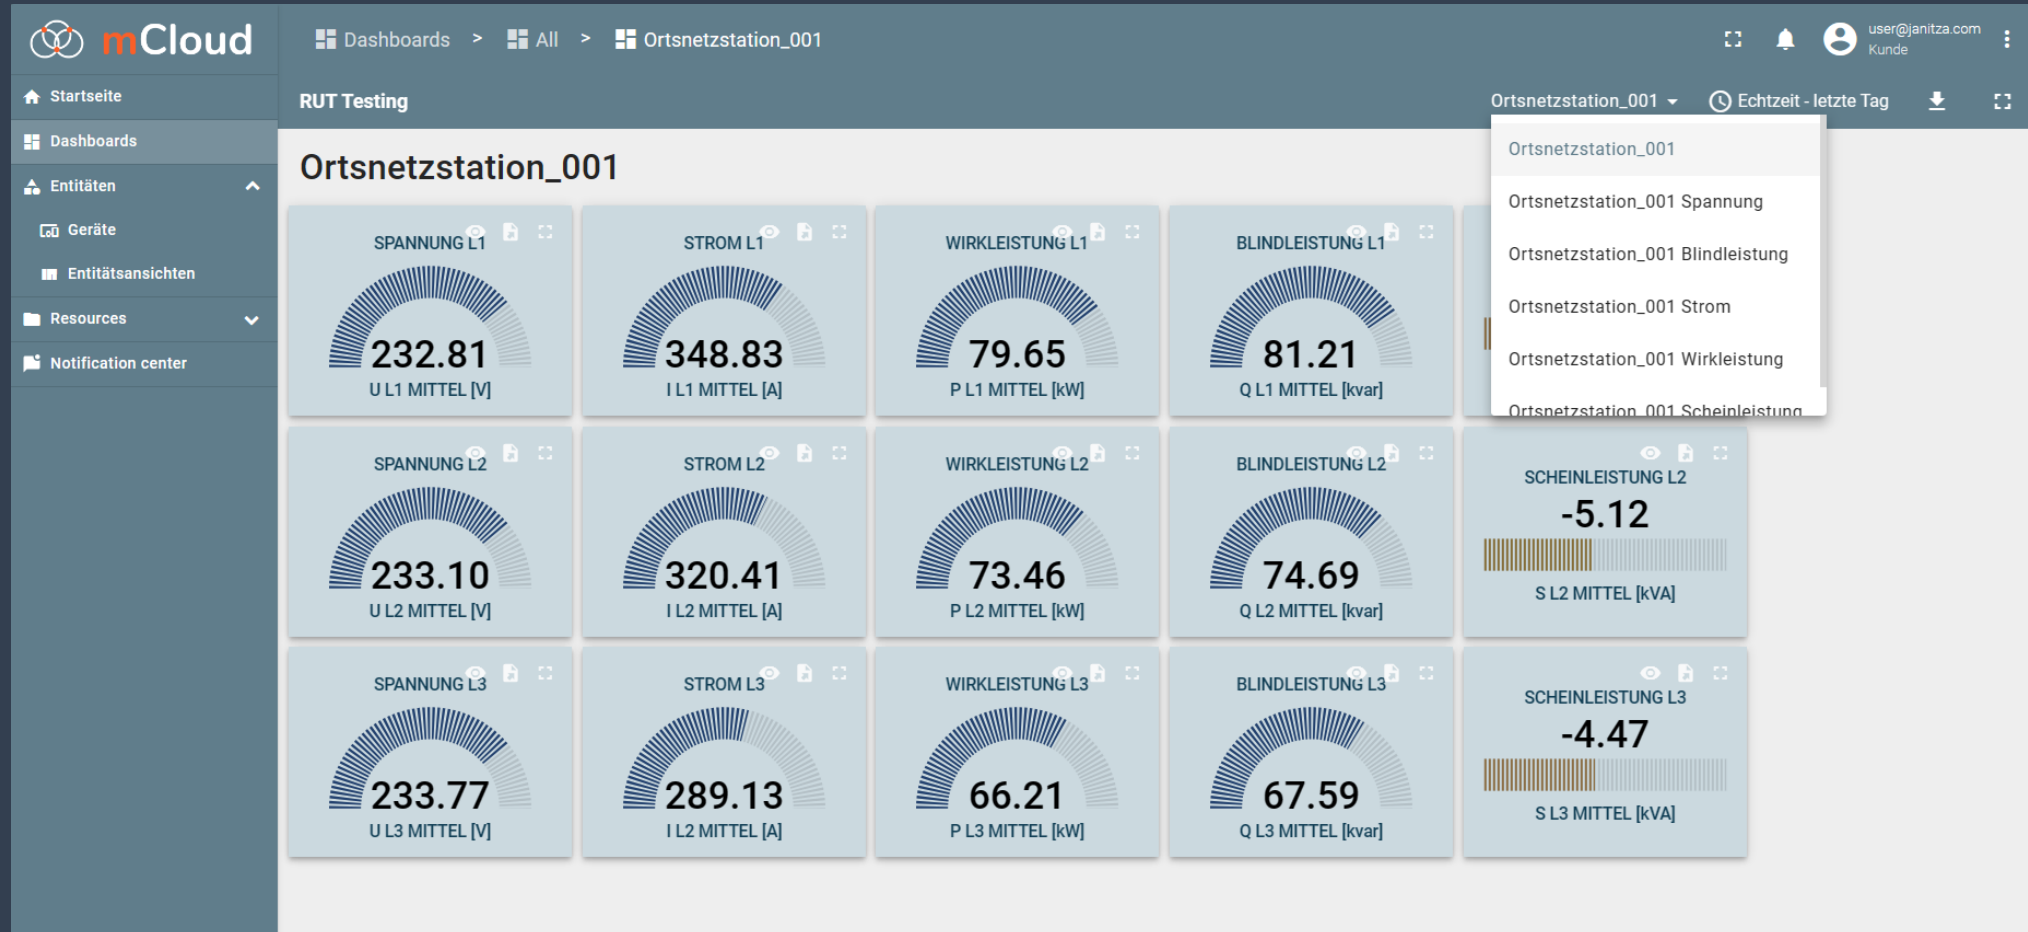 mCloud
Dashboards > All > Ortsnetzstation_001
user@janitza.com
Kunde
Startseite
Dashboards
Entitäten
Geräte
Entitätsansichten
Resources
Notification center
RUT Testing
Ortsnetzstation_001
Echtzeit - letzte Tag
Ortsnetzstation_001
Ortsnetzstation_001 Spannung
Ortsnetzstation_001 Blindleistung
Ortsnetzstation_001 Strom
Ortsnetzstation_001 Wirkleistung
Ortsnetzstation_001 Scheinleistung
Ortsnetzstation_001
SPANNUNG L1
232.81
U L1 MITTEL [V]
STROM L1
348.83
I L1 MITTEL [A]
WIRKLEISTUNG L1
79.65
P L1 MITTEL [kW]
BLINDLEISTUNG L1
81.21
Q L1 MITTEL [kvar]
SPANNUNG L2
233.10
U L2 MITTEL [V]
STROM L2
320.41
I L2 MITTEL [A]
WIRKLEISTUNG L2
73.46
P L2 MITTEL [kW]
BLINDLEISTUNG L2
74.69
Q L2 MITTEL [kvar]
SCHEINLEISTUNG L2
-5.12
S L2 MITTEL [kVA]
SPANNUNG L3
233.77
U L3 MITTEL [V]
STROM L3
289.13
I L2 MITTEL [A]
WIRKLEISTUNG L3
66.21
P L3 MITTEL [kW]
BLINDLEISTUNG L3
67.59
Q L3 MITTEL [kvar]
SCHEINLEISTUNG L3
-4.47
S L3 MITTEL [kVA]